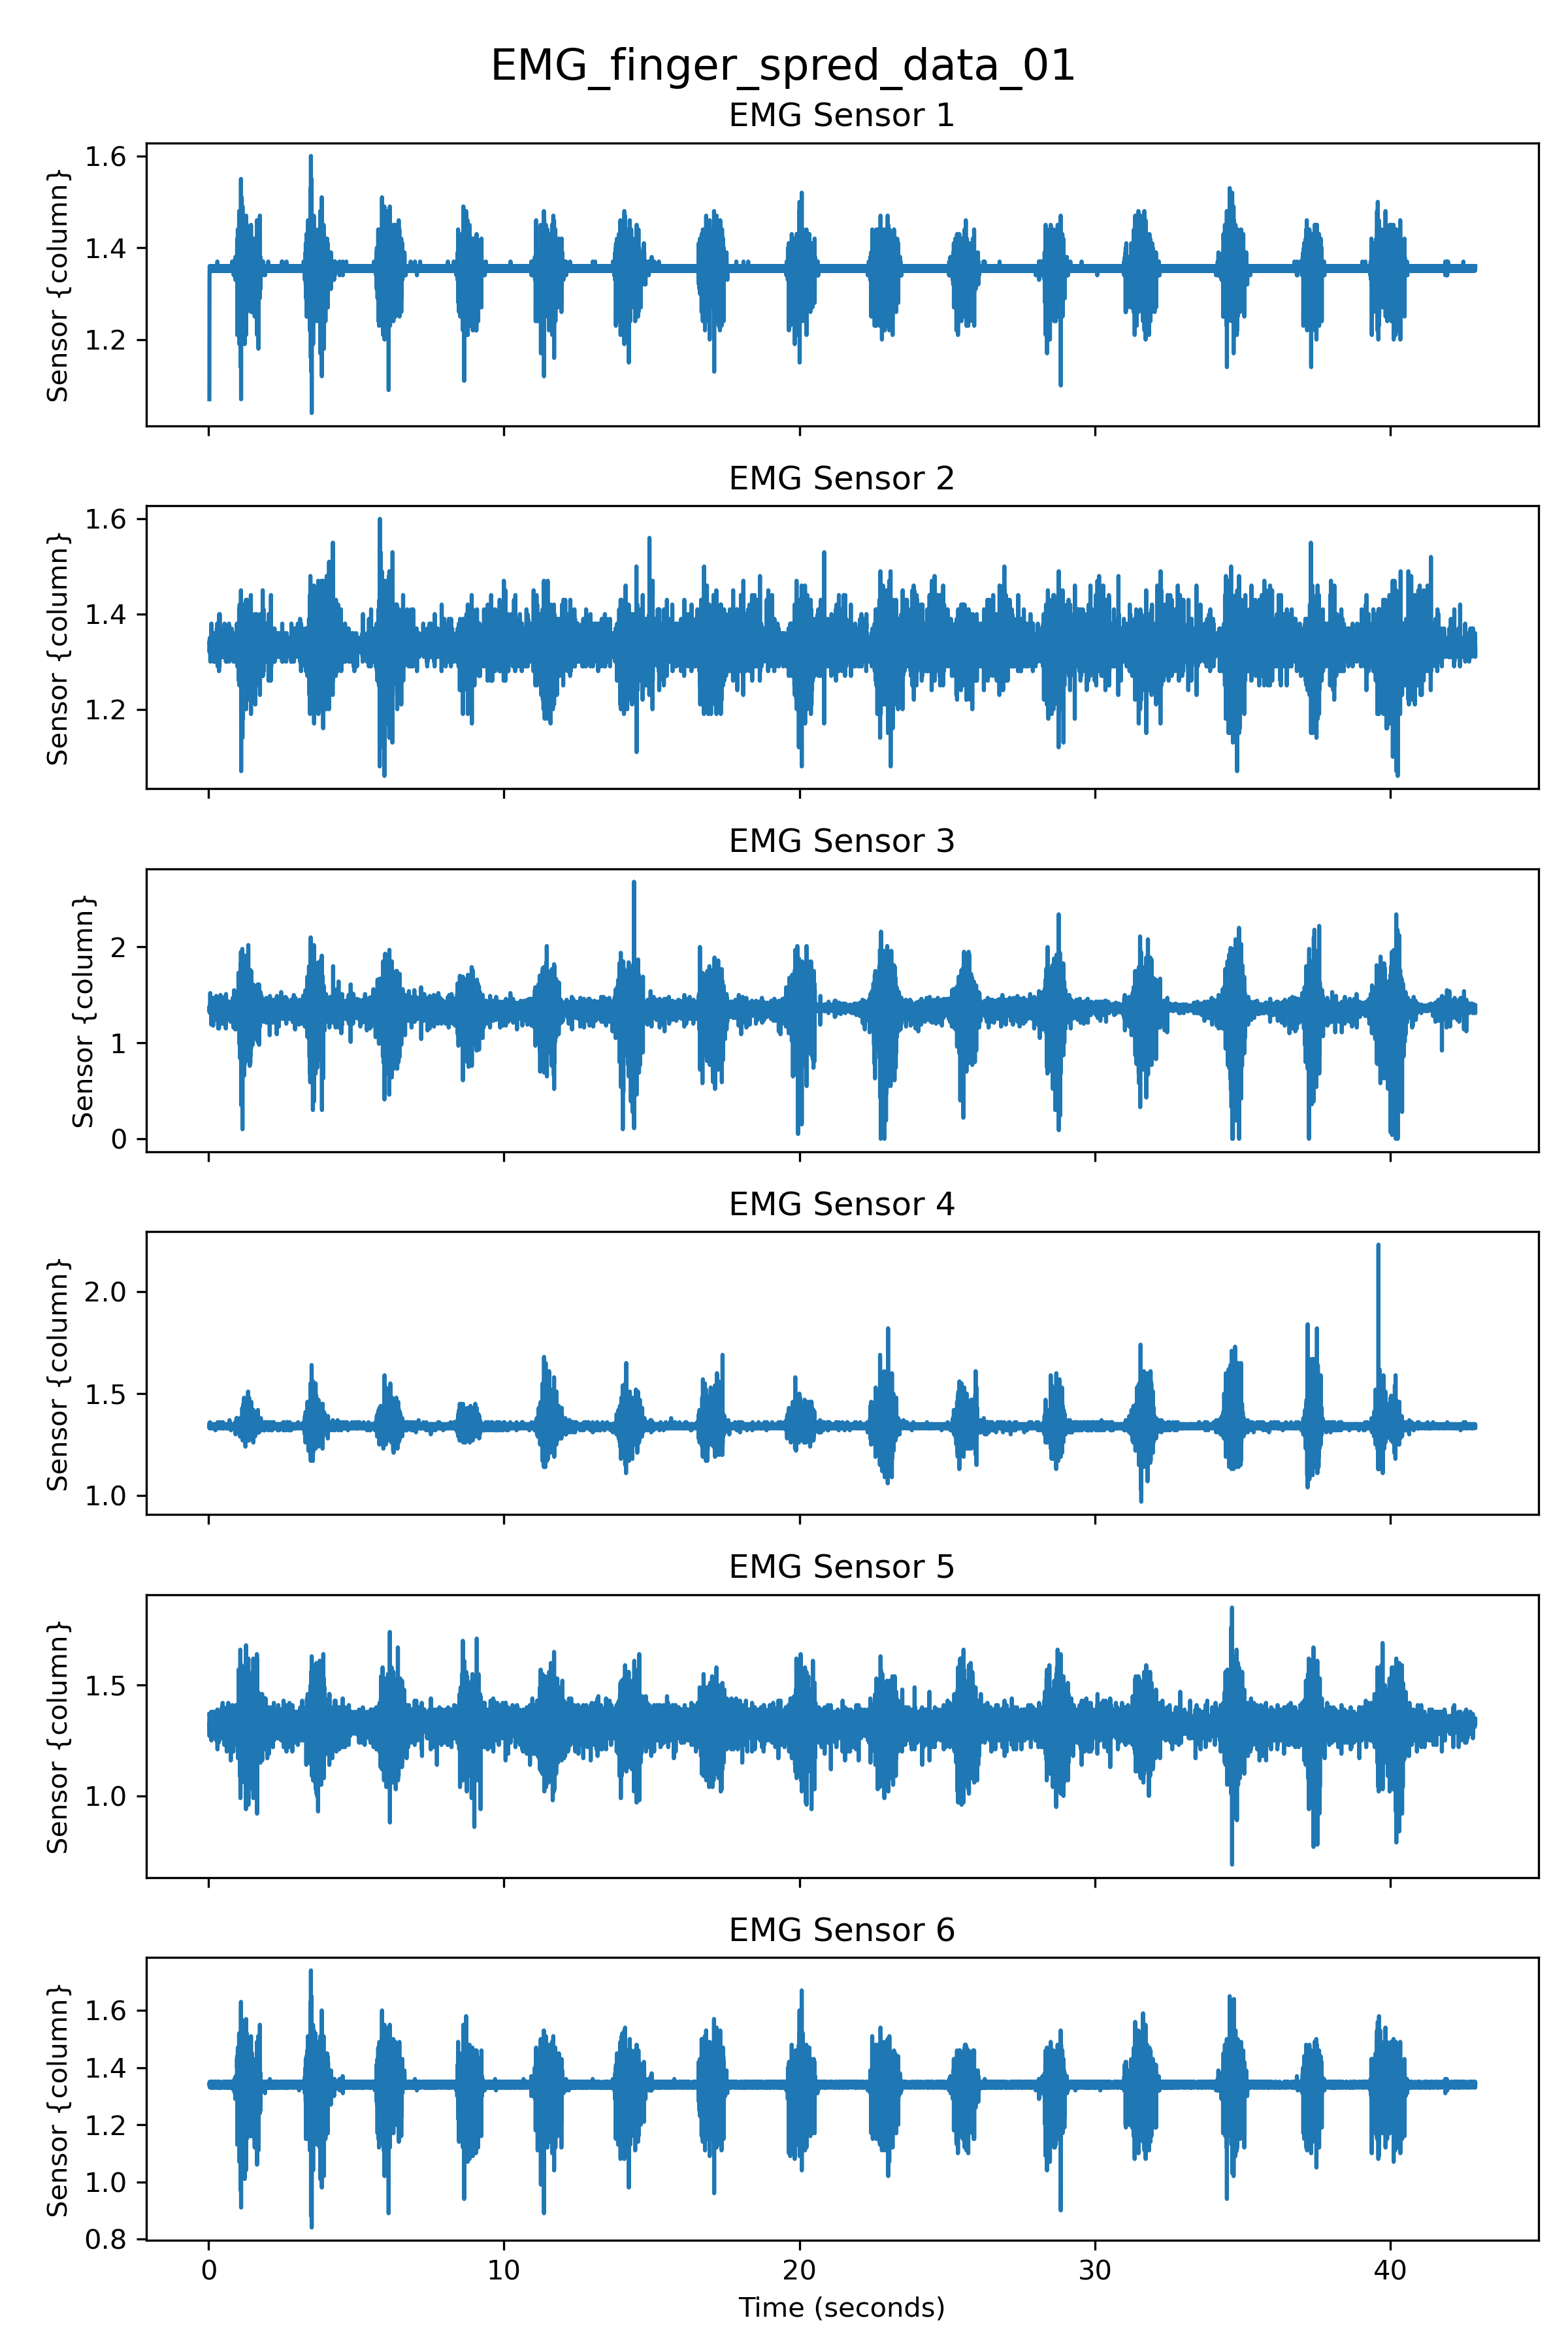 EMG_finger_spred_data_01
EMG Sensor 1
Sensor {column}
1.6
1.4
1.2
EMG Sensor 2
Sensor {column}
1.6
1.4
1.2
EMG Sensor 3
Sensor {column}
2
1
0
EMG Sensor 4
Sensor {column}
2.0
1.5
1.0
EMG Sensor 5
Sensor {column}
1.5
1.0
EMG Sensor 6
Sensor {column}
1.6
1.4
1.2
1.0
0.8
0 10 20 30 40
Time (seconds)